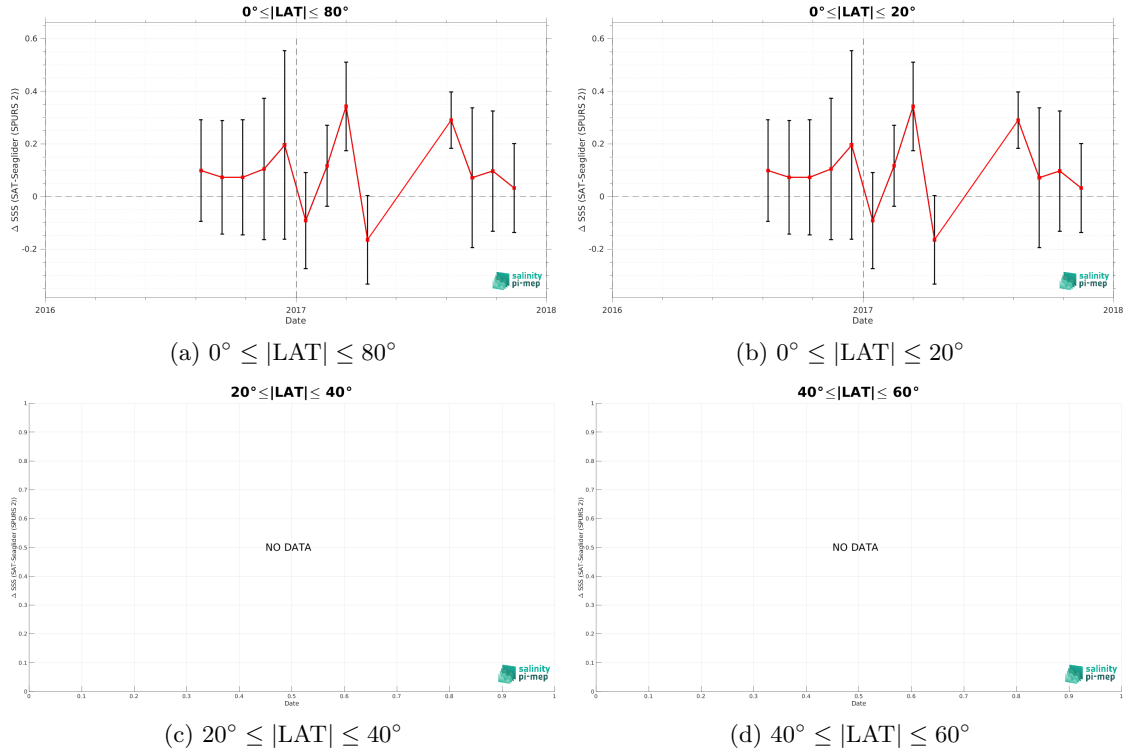 0°≤|LAT|≤ 80°
Δ SSS (SAT-Seaglider (SPURS 2))
0.6
0.4
0.2
0
-0.2
2016
2017
2018
Date
salinity
pi-mep
(a) 0° ≤ |LAT| ≤ 80°
0°≤|LAT|≤ 20°
Δ SSS (SAT-Seaglider (SPURS 2))
0.6
0.4
0.2
0
-0.2
2016
2017
2018
Date
salinity
pi-mep
(b) 0° ≤ |LAT| ≤ 20°
20°≤|LAT|≤ 40°
Δ SSS (SAT-Seaglider (SPURS 2))
1
0.9
0.8
0.7
0.6
0.5
0.4
0.3
0.2
0.1
0
NO DATA
0 0.1 0.2 0.3 0.4 0.5 0.6 0.7 0.8 0.9 1
Date
salinity
pi-mep
(c) 20° ≤ |LAT| ≤ 40°
40°≤|LAT|≤ 60°
Δ SSS (SAT-Seaglider (SPURS 2))
1
0.9
0.8
0.7
0.6
0.5
0.4
0.3
0.2
0.1
0
NO DATA
0 0.1 0.2 0.3 0.4 0.5 0.6 0.7 0.8 0.9 1
Date
salinity
pi-mep
(d) 40° ≤ |LAT| ≤ 60°